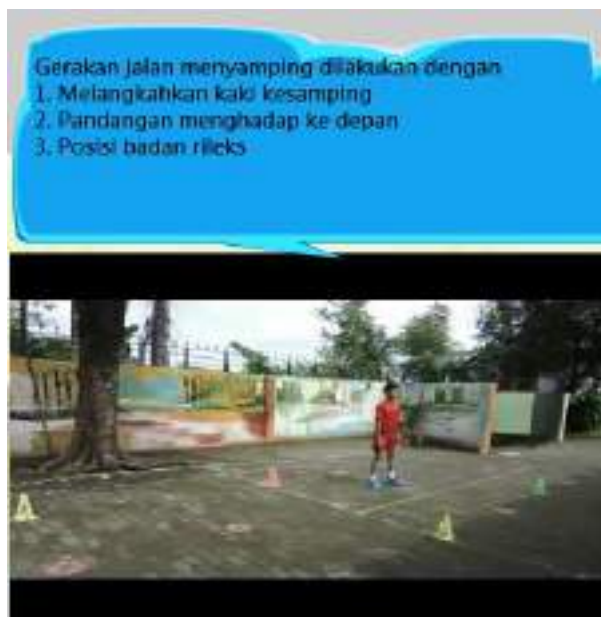 Gerakan jalan menyamping dilakukan dengan
1. Melangkahkan kaki kesamping
2. Pandangan menghadap ke depan
3. Posisi badan rileks